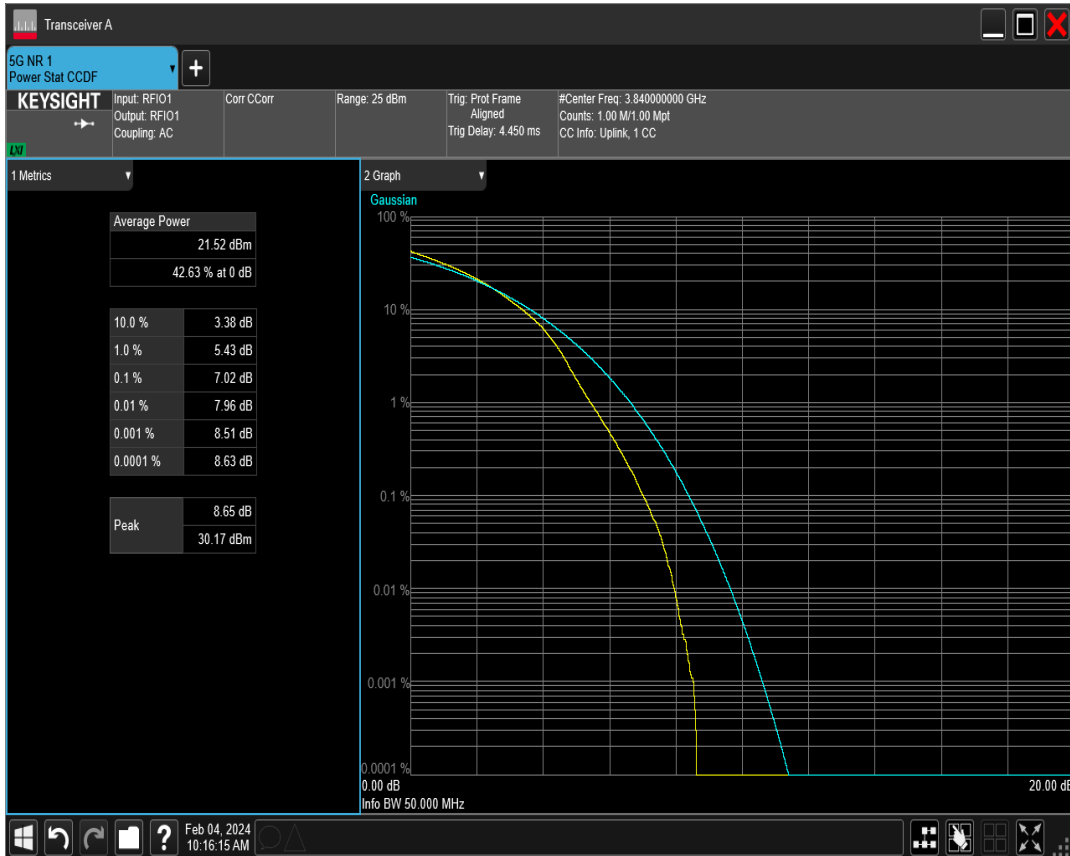 Transceiver A
5G NR 1
Power Stat CCDF
KEYSIGHT
LXI
Input: RFIO1
Output: RFIO1
Coupling: AC
Corr CCorr
Range: 25 dBm
Trig: Prot Frame
Aligned
Trig Delay: 4.450 ms
#Center Freq: 3.840000000 GHz
Counts: 1.00 M/1.00 Mpt
CC Info: Uplink, 1 CC
1 Metrics
Average Power
21.52 dBm
42.63 % at 0 dB
10.0 % 3.38 dB
1.0 % 5.43 dB
0.1 % 7.02 dB
0.01 % 7.96 dB
0.001 % 8.51 dB
0.0001 % 8.63 dB
Peak
8.65 dB
30.17 dBm
2 Graph
Gaussian
100 %
10 %
1 %
0.1 %
0.01 %
0.001 %
0.0001 %
0.00 dB 20.00 dB
Info BW 50.000 MHz
?
Feb 04, 2024
10:16:15 AM